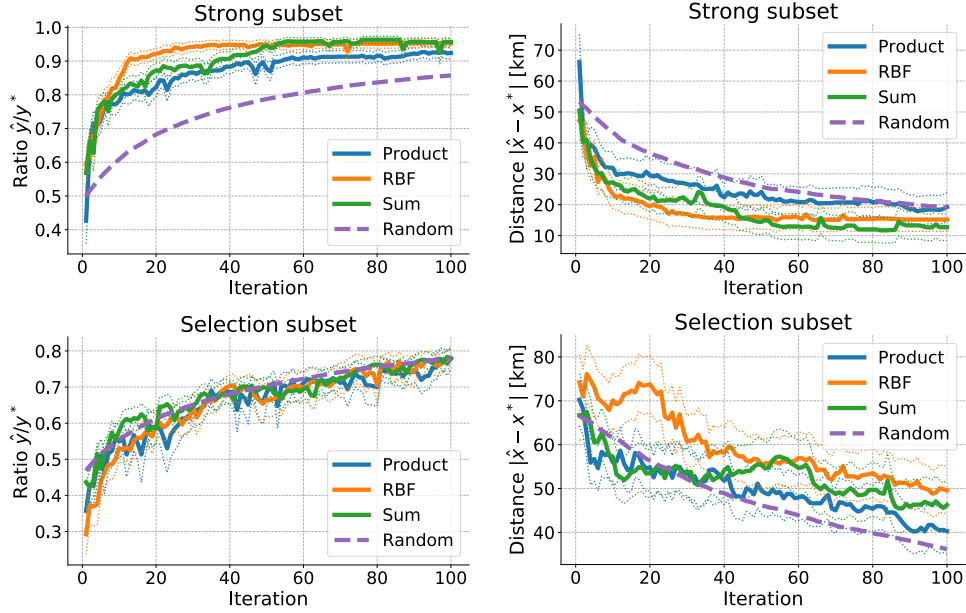 Strong subset
1.0
0.9
0.8
0.7
0.6
0.5
0.4
Ratio ŷ/y*
0 20 40 60 80 100
Iteration
Product
RBF
Sum
Random
Strong subset
70
60
50
40
30
20
10
Distance |x̂ − x*| [km]
0 20 40 60 80 100
Iteration
Product
RBF
Sum
Random
Selection subset
0.8
0.7
0.6
0.5
0.4
0.3
Ratio ŷ/y*
0 20 40 60 80 100
Iteration
Product
RBF
Sum
Random
Selection subset
80
70
60
50
40
Distance |x̂ − x*| [km]
0 20 40 60 80 100
Iteration
Product
RBF
Sum
Random